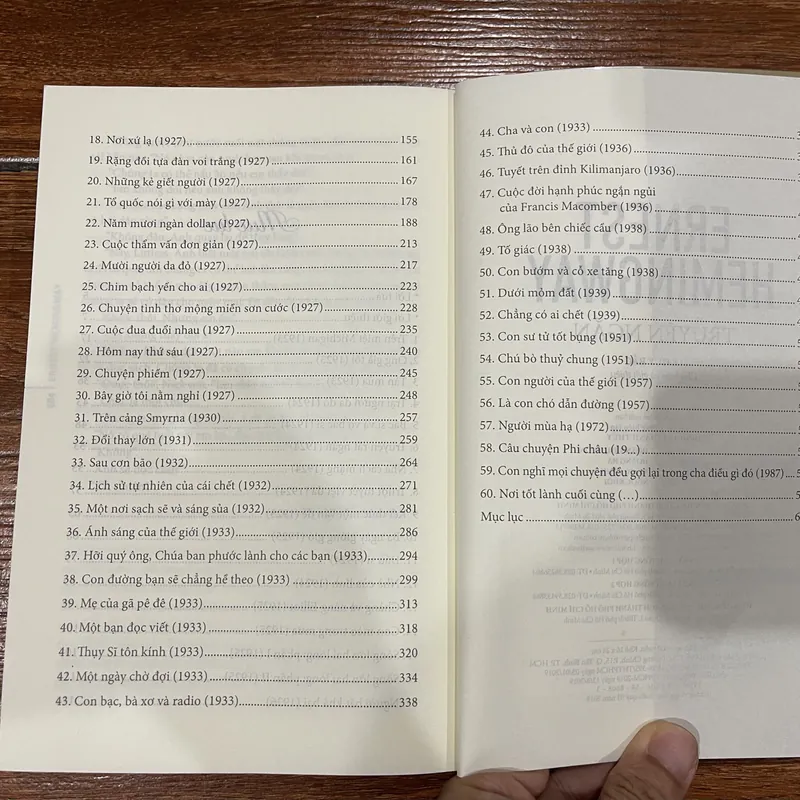 18. Nơi xứ lạ (1927) 155
19. Rặng đồi tựa đàn voi trắng (1927) 161
20. Những kẻ giết người (1927) 167
21. Tổ quốc nói gì với mày (1927) 178
22. Năm mươi ngàn dollar (1927) 188
23. Cuộc thẩm vấn đơn giản (1927) 213
24. Mười người da đỏ (1927) 217
25. Chim bạch yến cho ai (1927) 223
26. Chuyện tình thơ mộng miền sơn cước (1927) 228
27. Cuộc đua đuổi nhau (1927) 235
28. Hôm nay thứ sáu (1927) 240
29. Chuyện phiếm (1927) 245
30. Bây giờ tôi nằm nghỉ (1927) 248
31. Trên cảng Smyrna (1930) 257
32. Đổi thay lớn (1931) 259
33. Sau cơn bão (1932) 264
34. Lịch sử tự nhiên của cái chết (1932) 271
35. Một nơi sạch sẽ và sáng sủa (1932) 281
36. Ánh sáng của thế giới (1933) 286
37. Hỡi quý ông, Chúa ban phước lành cho các bạn (1933) 294
38. Con đường bạn sẽ chẳng hề theo (1933) 299
39. Mẹ của gã pê đê (1933) 313
40. Một bạn đọc viết (1933) 318
41. Thụy Sĩ tôn kính (1933) 320
42. Một ngày chờ đợi (1933) 334
43. Con bạc, bà xơ và radio (1933) 338
44. Cha và con (1933)
45. Thủ đô của thế giới (1936)
46. Tuyết trên đỉnh Kilimanjaro (1936)
47. Cuộc đời hạnh phúc ngắn ngủi
của Francis Macomber (1936)
48. Ông lão bên chiếc cầu (1938)
49. Tố giác (1938)
50. Con bướm và cỗ xe tăng (1938)
51. Dưới mỏm đất (1939)
52. Chẳng có ai chết (1939)
53. Con sư tử tốt bụng (1951)
54. Chú bò thuỷ chung (1951)
55. Con người của thế giới (1957)
56. Là con chó dẫn đường (1957)
57. Người mùa hạ (1972)
58. Câu chuyện Phi châu (19...)
59. Con nghĩ mọi chuyện đều gợi lại trong cha điều gì đó (1987)
60. Nơi tốt lành cuối cùng (...)
Mục lục